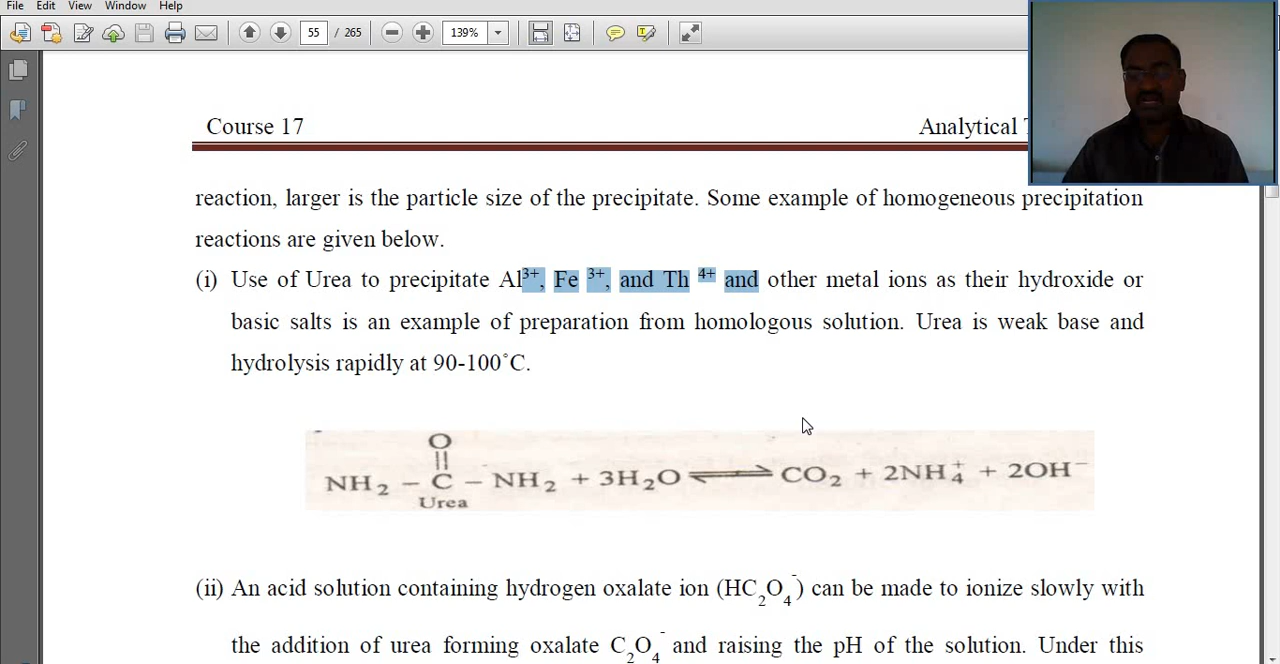 File Edit View Window Help
55 / 265 139%
Course 17 Analytical
reaction, larger is the particle size of the precipitate. Some example of homogeneous precipitation
reactions are given below.
(i) Use of Urea to precipitate Al³⁺, Fe ³⁺, and Th ⁴⁺ and other metal ions as their hydroxide or
basic salts is an example of preparation from homologous solution. Urea is weak base and
hydrolysis rapidly at 90-100˚C.
O
||
NH₂ – C – NH₂ + 3H₂O ⇌ CO₂ + 2NH₄⁺ + 2OH⁻
Urea
(ii) An acid solution containing hydrogen oxalate ion (HC₂O₄⁻) can be made to ionize slowly with
the addition of urea forming oxalate C₂O₄⁻ and raising the pH of the solution. Under this